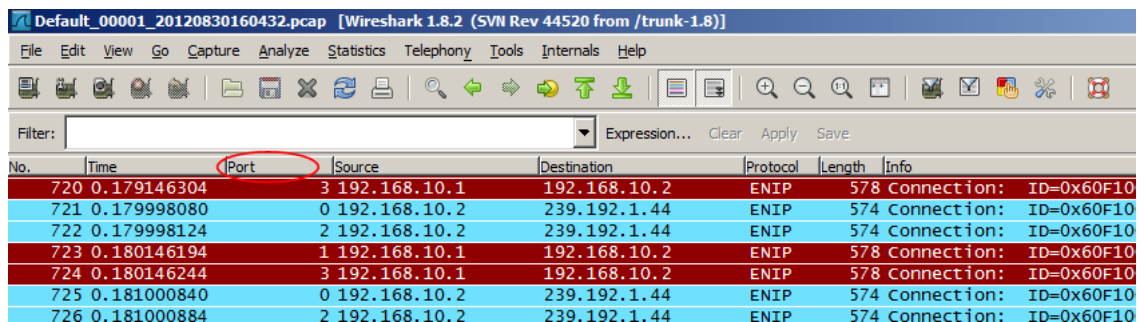 Default_00001_20120830160432.pcap [Wireshark 1.8.2 (SVN Rev 44520 from /trunk-1.8)]
File Edit View Go Capture Analyze Statistics Telephony Tools Internals Help
Filter: Expression... Clear Apply Save
No. Time Port Source Destination Protocol Length Info
720 0.179146304 3 192.168.10.1 192.168.10.2 ENIP 578 Connection: ID=0x60F10
721 0.179998080 0 192.168.10.2 239.192.1.44 ENIP 574 Connection: ID=0x60F10
722 0.179998124 2 192.168.10.2 239.192.1.44 ENIP 574 Connection: ID=0x60F10
723 0.180146194 1 192.168.10.1 192.168.10.2 ENIP 578 Connection: ID=0x60F10
724 0.180146244 3 192.168.10.1 192.168.10.2 ENIP 578 Connection: ID=0x60F10
725 0.181000840 0 192.168.10.2 239.192.1.44 ENIP 574 Connection: ID=0x60F10
726 0.181000884 2 192.168.10.2 239.192.1.44 ENIP 574 Connection: ID=0x60F10